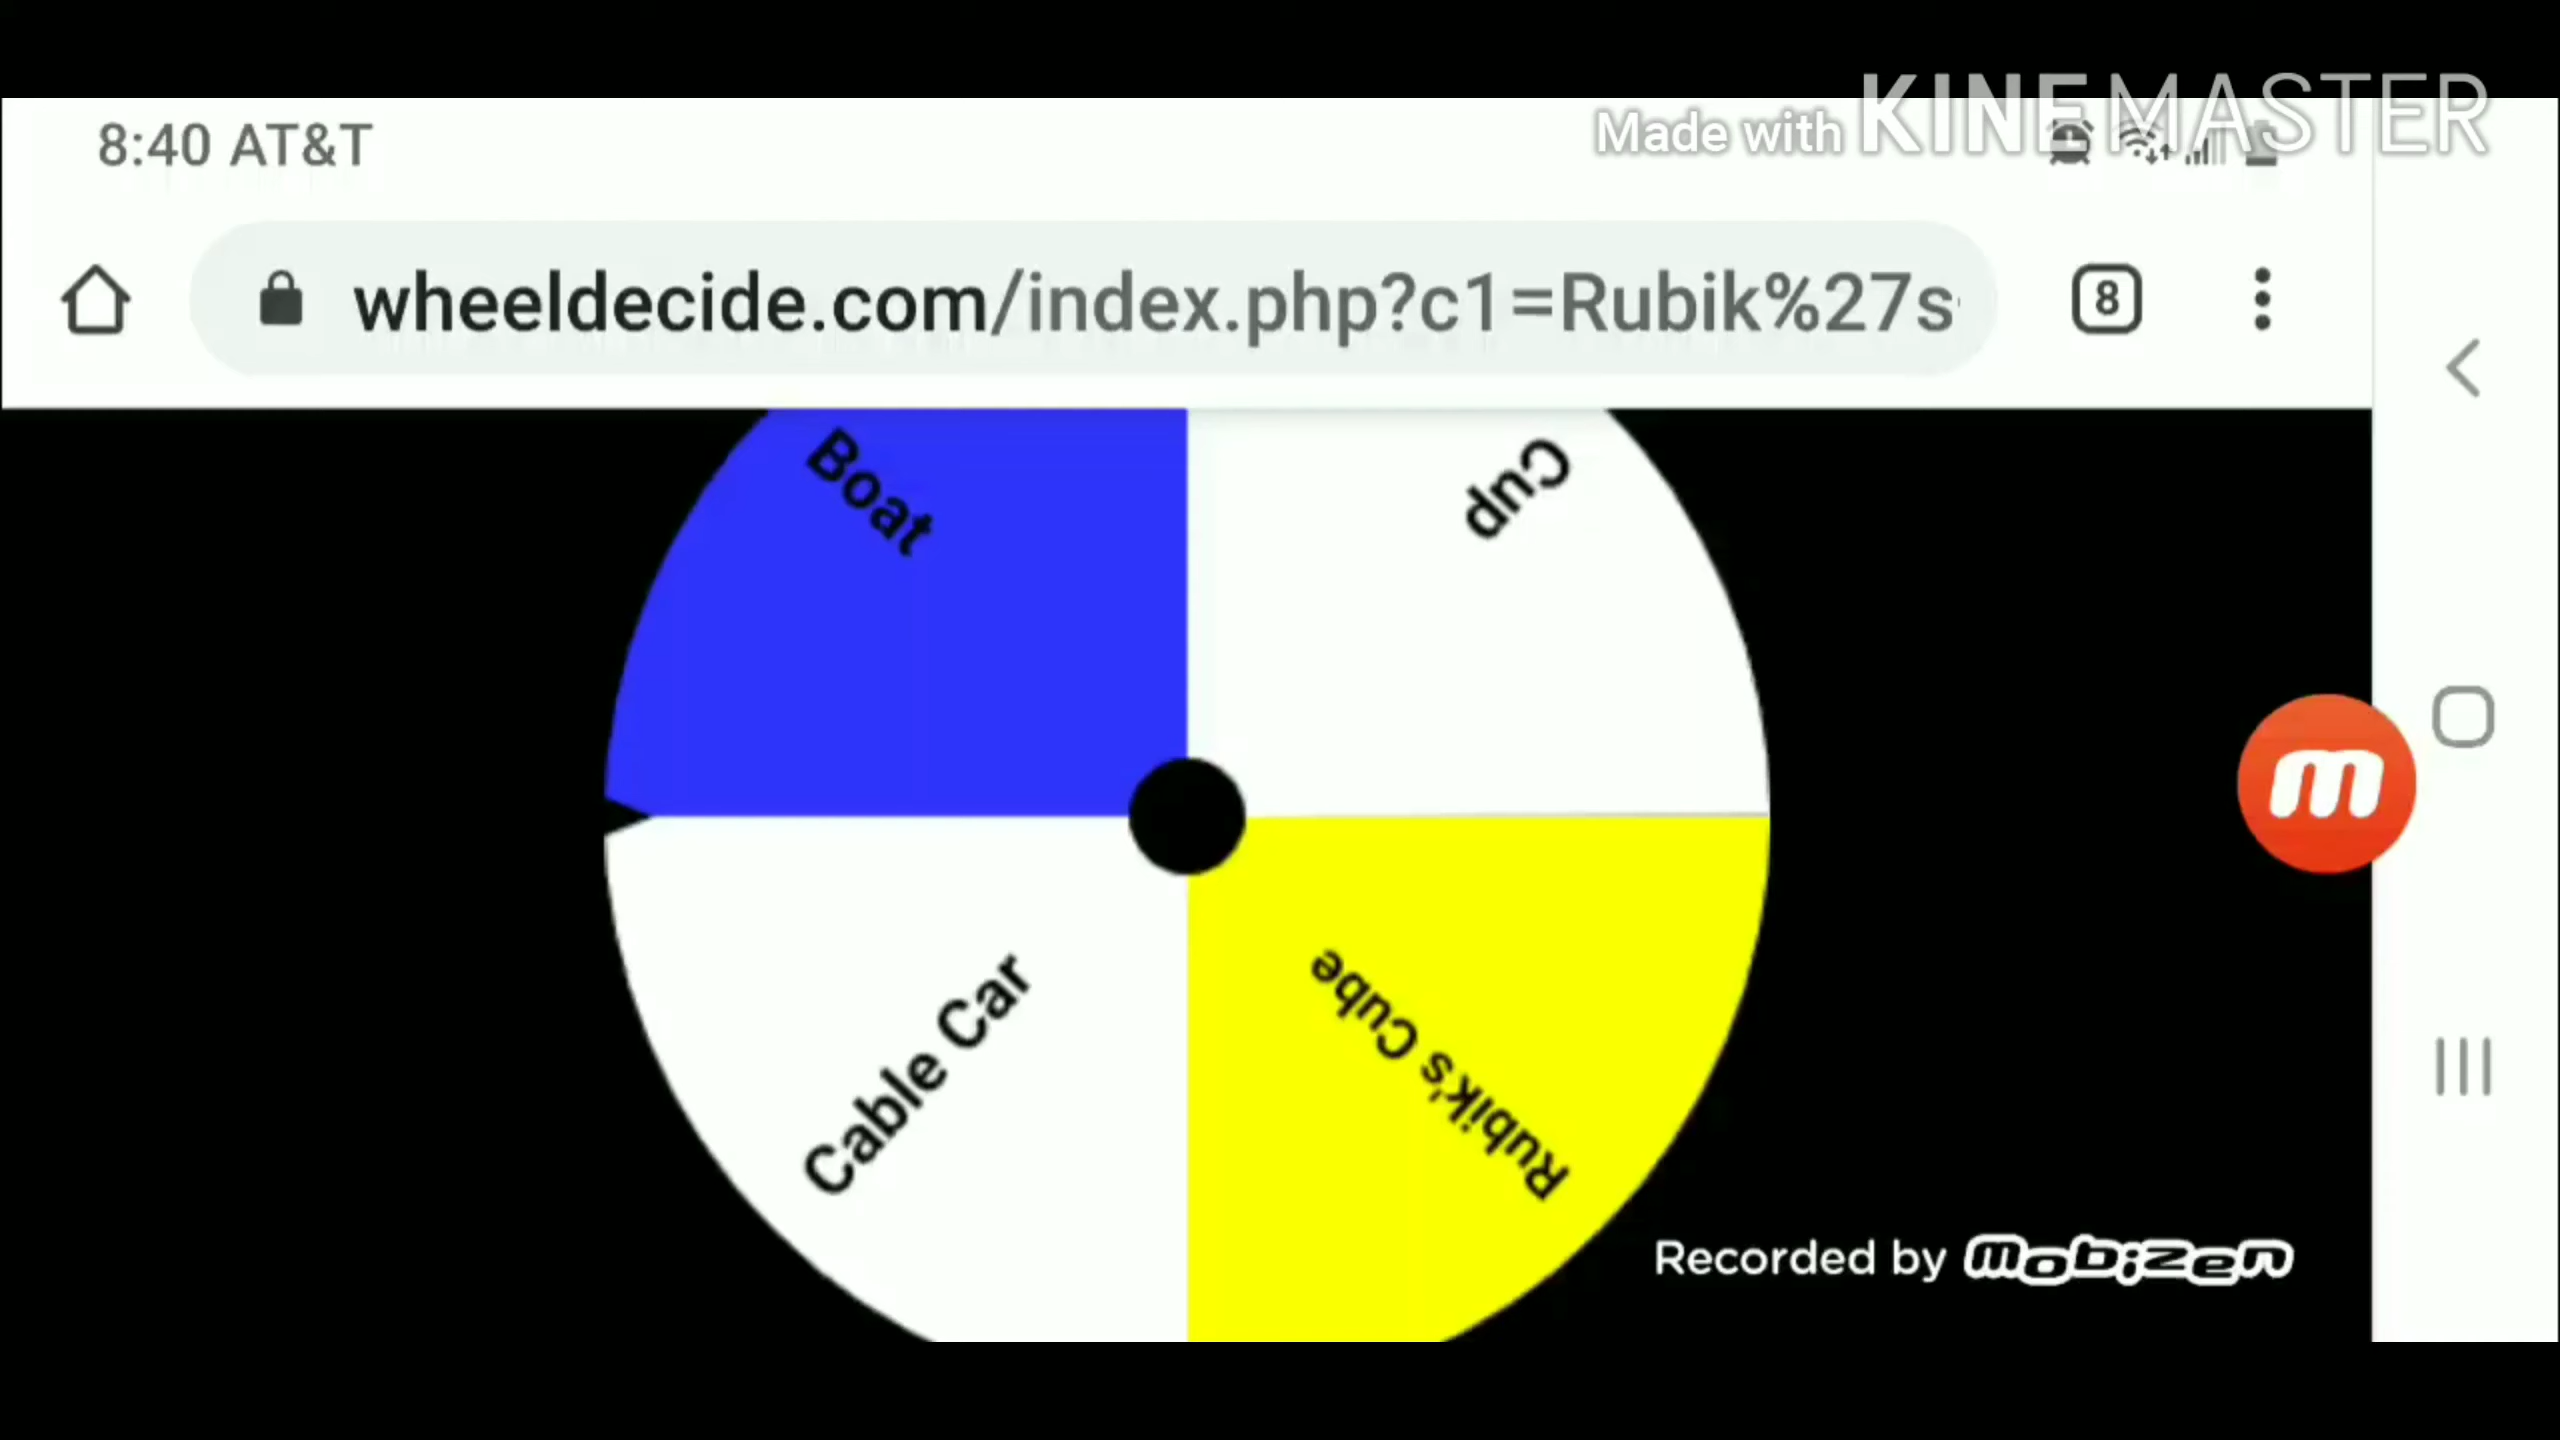 Made with KINEMASTER
8:40 AT&T
wheeldecide.com/index.php?c1=Rubik%27s
8
Boat
Cup
Cable Car
Rubik's Cube
m
Recorded by mobizen